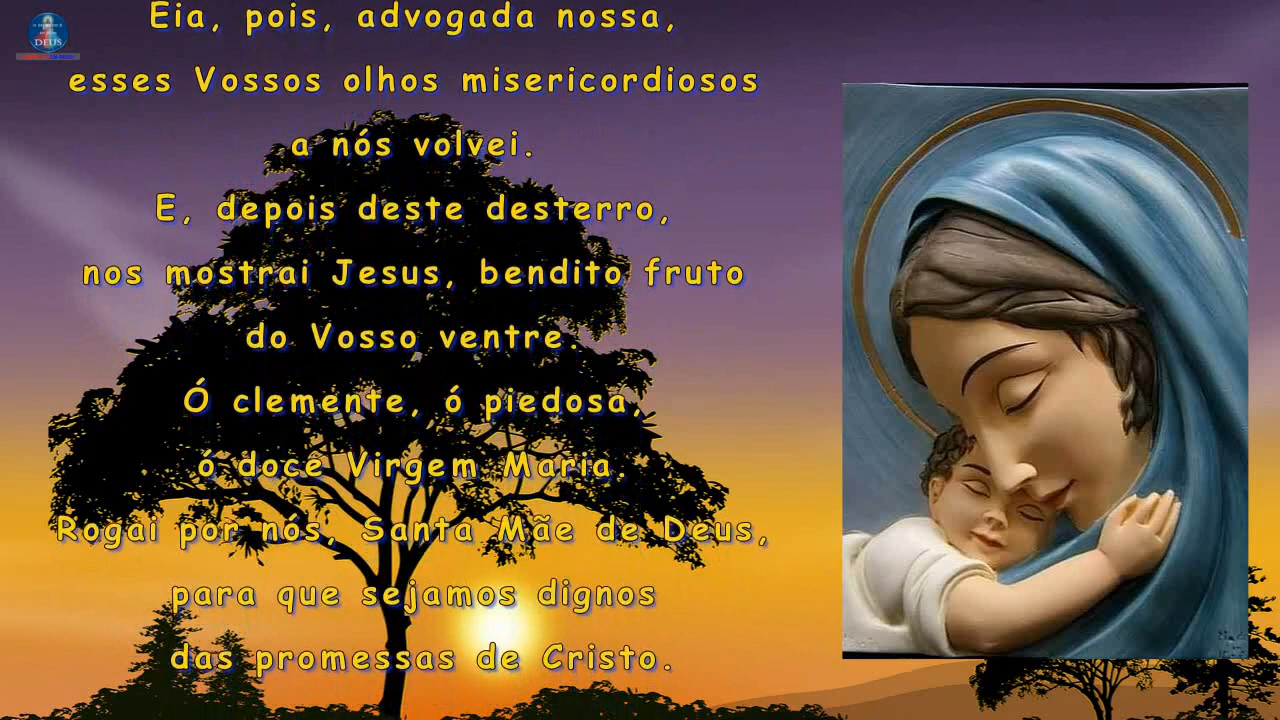 DEUS
Eia, pois, advogada nossa,
esses Vossos olhos misericordiosos
a nós volvei.
E, depois deste desterro,
nos mostrai Jesus, bendito fruto
do Vosso ventre.
Ó clemente, ó piedosa,
ó doce Virgem Maria.
Rogai por nós, Santa Mãe de Deus,
para que sejamos dignos
das promessas de Cristo.